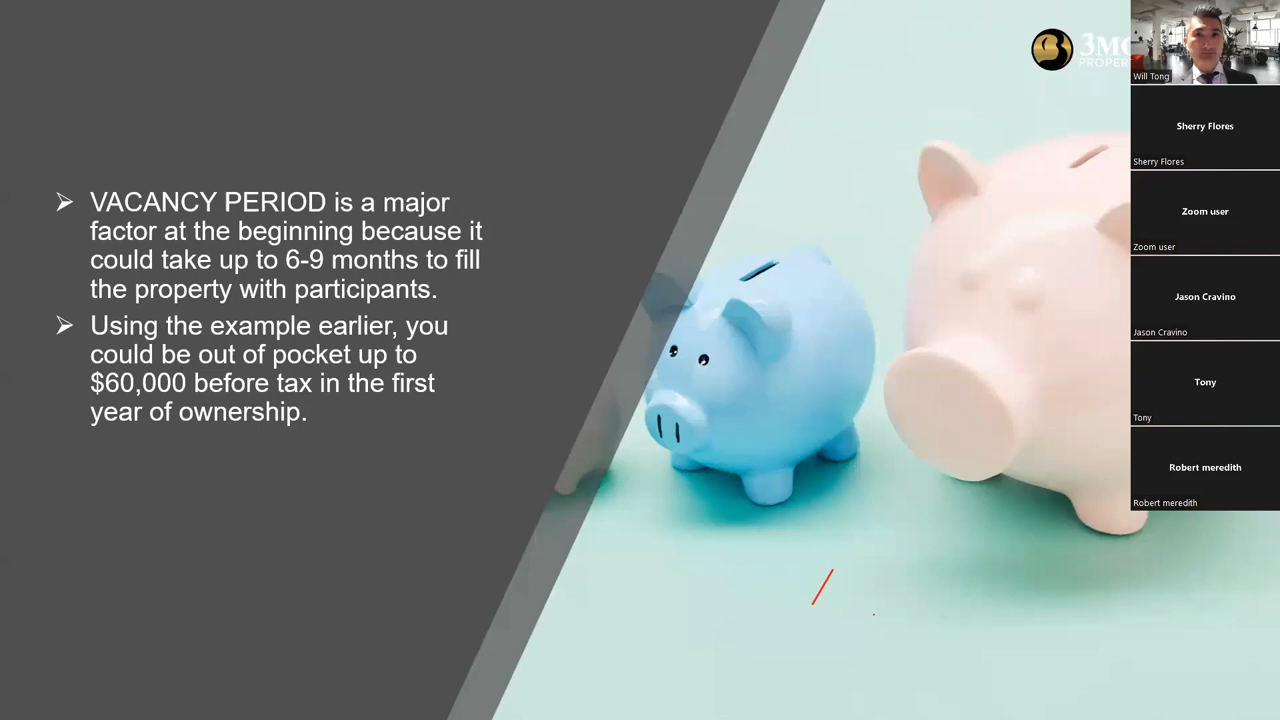 VACANCY PERIOD is a major
factor at the beginning because it
could take up to 6-9 months to fill
the property with participants.
Using the example earlier, you
could be out of pocket up to
$60,000 before tax in the first
year of ownership.
Will Tong
Sherry Flores
Sherry Flores
Zoom user
Zoom user
Jason Cravino
Jason Cravino
Tony
Tony
Robert meredith
Robert meredith